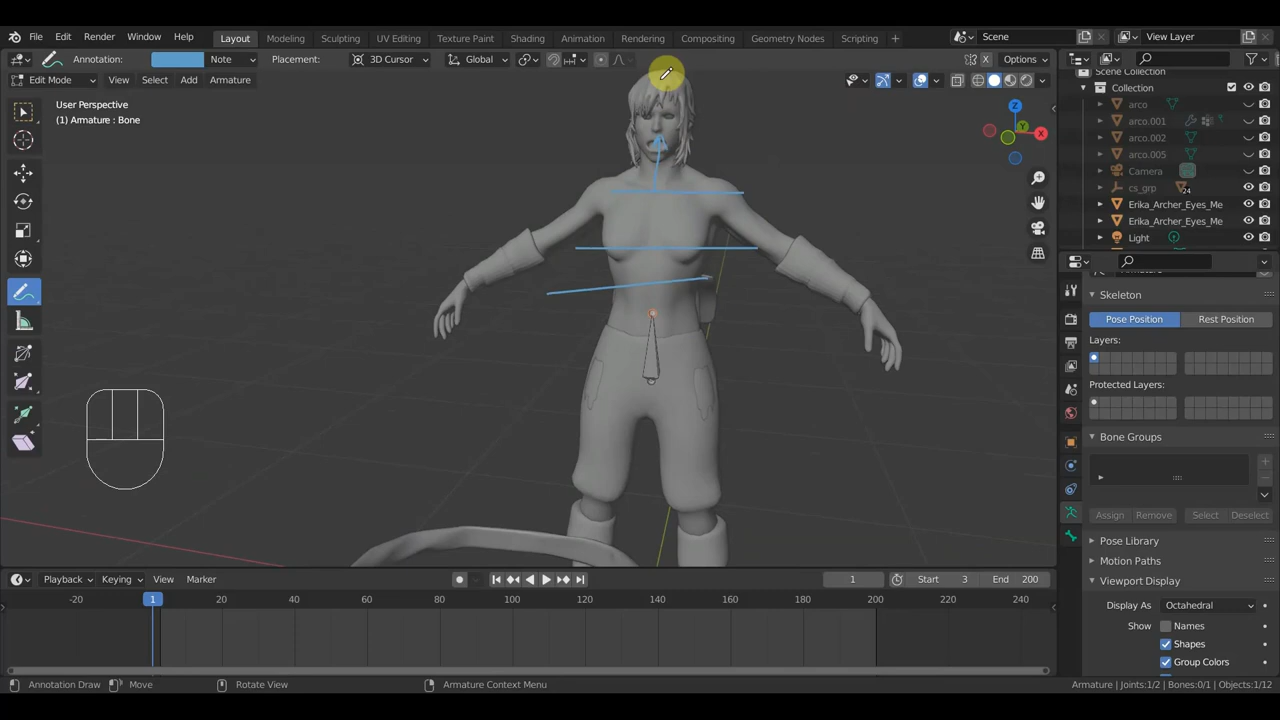 File Edit Render Window Help Layout Modeling Sculpting UV Editing Texture Paint Shading Animation Rendering Compositing Geometry Nodes Scripting Scene View Layer
Annotation: Note Placement: 3D Cursor Global X Options
Edit Mode View Select Add Armature
User Perspective
(1) Armature : Bone
Z
Y
X
Scene Collection
Collection
arco
arco.001
arco.002
arco.005
Camera
cs_grp 24
Erika_Archer_Eyes_Me
Erika_Archer_Eyes_Me
Light
Skeleton
Pose Position Rest Position
Layers:
Protected Layers:
Bone Groups
Assign Remove Select Deselect
Pose Library
Motion Paths
Viewport Display
Display As Octahedral
Show Names
Shapes
Group Colors
Playback Keying View Marker 1 Start 3 End 200
-20 1 20 40 60 80 100 120 140 160 180 200 220 240
Annotation Draw Move Rotate View Armature Context Menu Armature | Joints:1/2 | Bones:0/1 | Objects:1/12